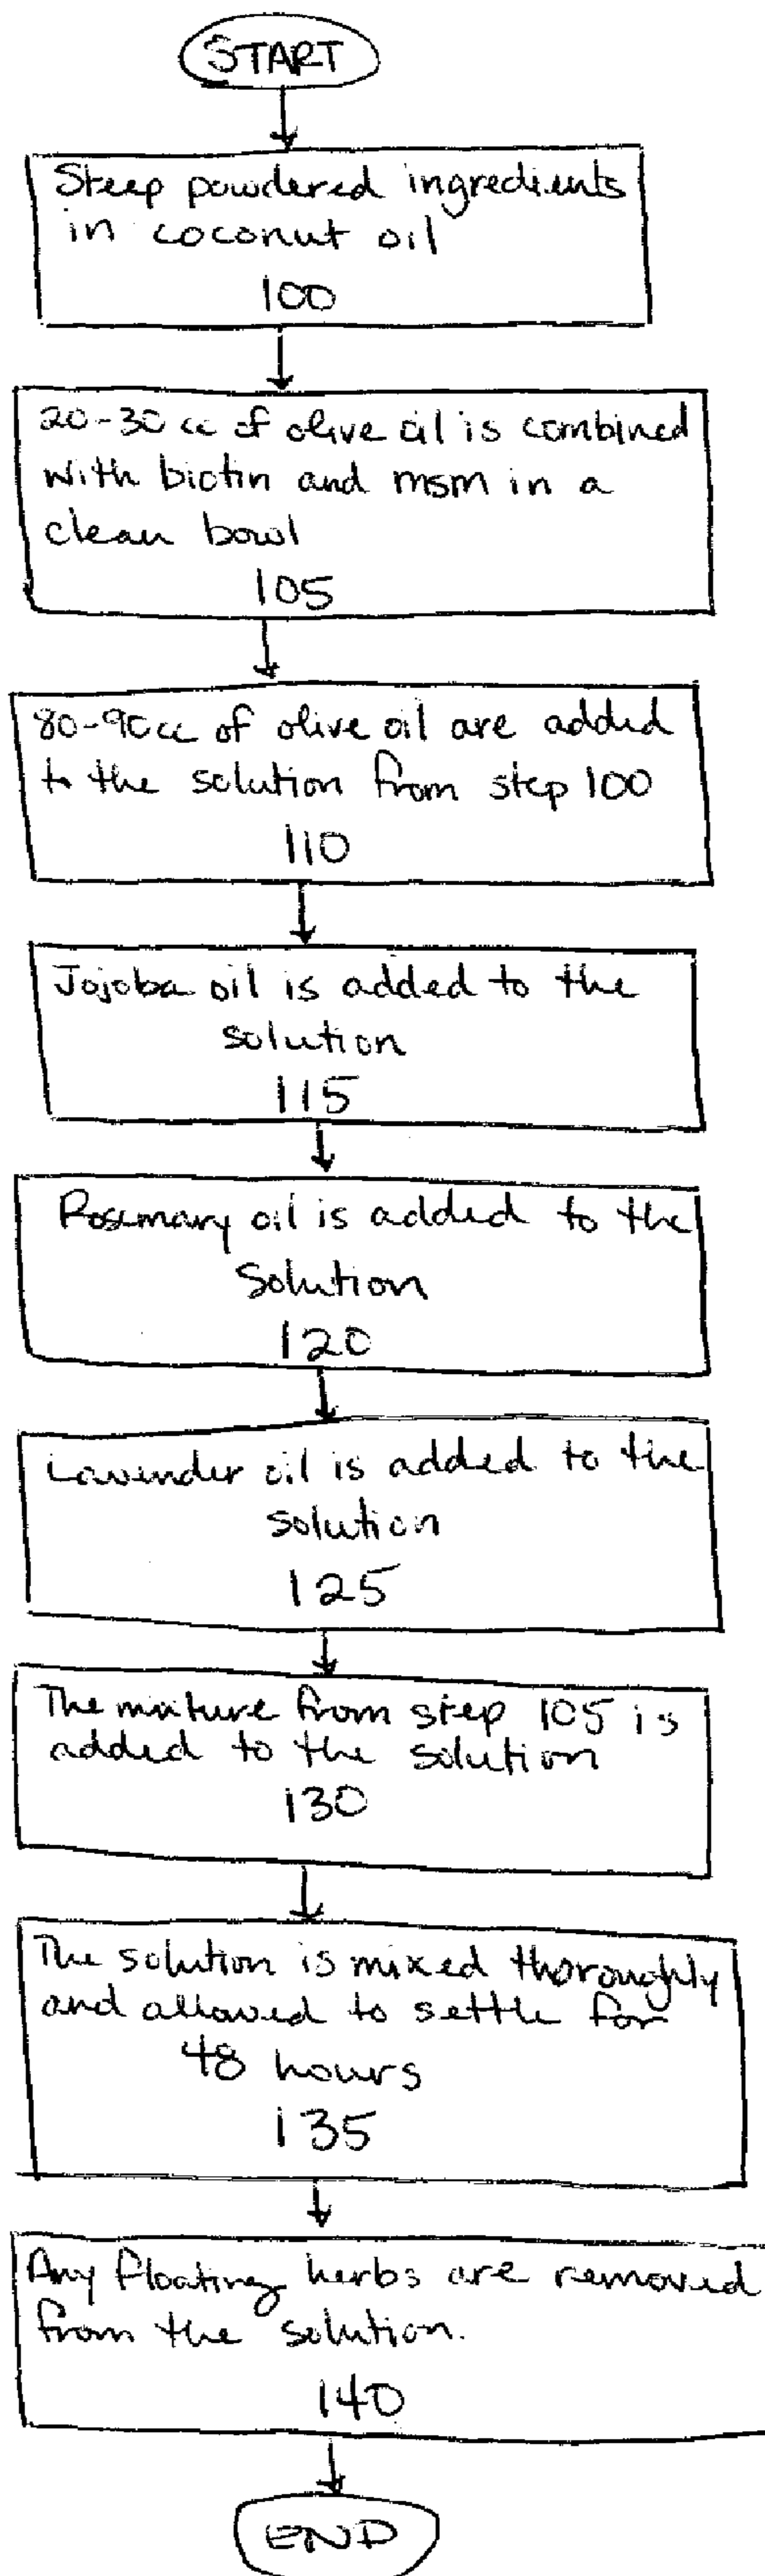 START
Steep powdered ingredients
in coconut oil
100
20-30 cc of olive oil is combined
with biotin and msm in a
clean bowl
105
80-90cc of olive oil are added
to the solution from step 100
110
Jojoba oil is added to the
solution
115
Rosemary oil is added to the
Solution
120
Lavender oil is added to the
solution
125
The mixture from step 105 is
added to the solution
130
The solution is mixed thoroughly
and allowed to settle for
48 hours
135
Any floating herbs are removed
from the solution.
140
END